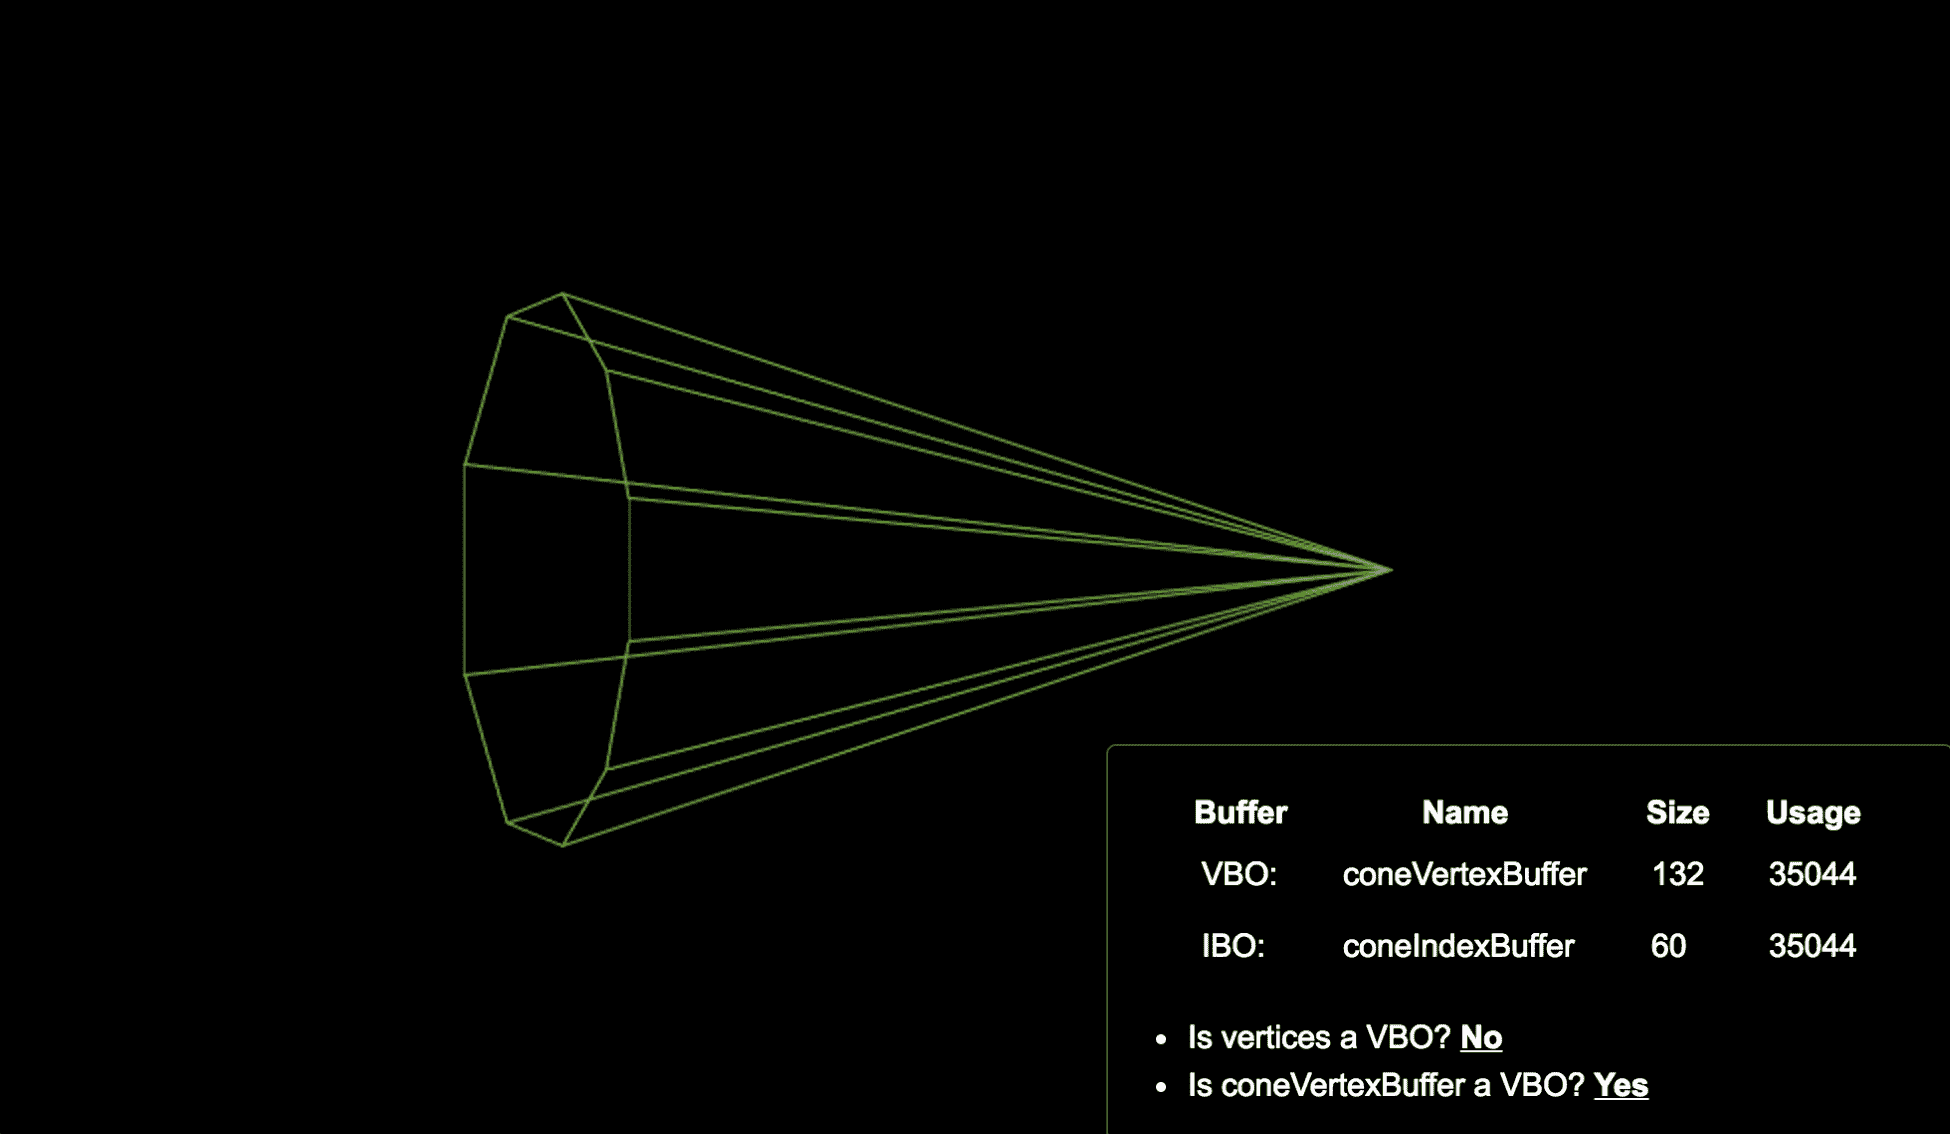 Buffer Name Size Usage
VBO: coneVertexBuffer 132 35044
IBO: coneIndexBuffer 60 35044
• Is vertices a VBO? No
• Is coneVertexBuffer a VBO? Yes